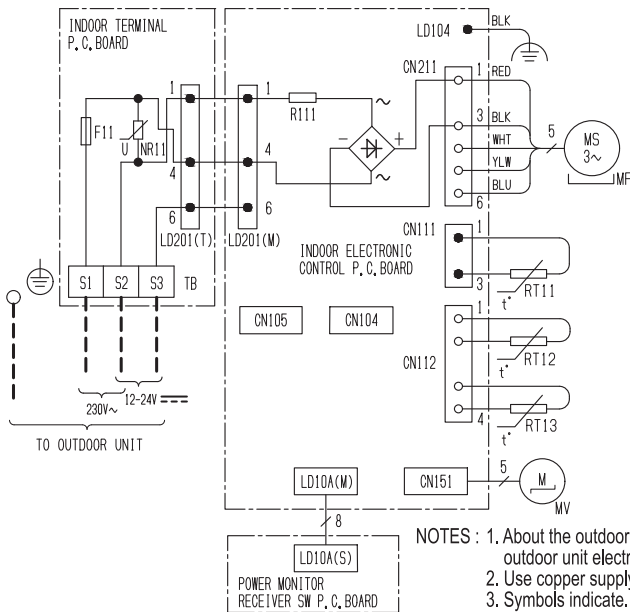 INDOOR TERMINAL
P.C.BOARD
F11
U
NR11
1
4
6
LD201(T)
LD201(M)
1
4
6
R111
~
-
+
~
LD104
BLK
CN211
1
RED
3
BLK
WHT
YLW
BLU
6
5
MS
3~
MF
INDOOR ELECTRONIC
CONTROL P.C.BOARD
CN111
1
3
t°
RT11
S1
S2
S3
TB
CN105
CN104
CN112
1
4
t°
RT12
t°
RT13
230V~
12-24V
TO OUTDOOR UNIT
LD10A(M)
CN151
5
M
MV
8
LD10A(S)
POWER MONITOR
RECEIVER SW P.C.BOARD
NOTES : 1. About the outdoor
outdoor unit electr
2. Use copper supply
3. Symbols indicate.